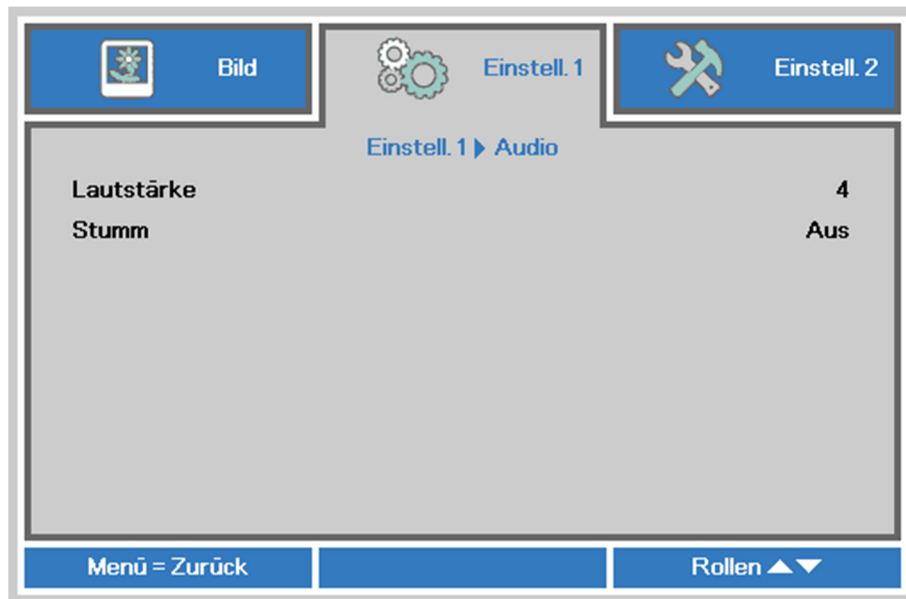 Bild
Einstell. 1
Einstell. 2
Einstell. 1 ▶ Audio
Lautstärke 4
Stumm Aus
Menü = Zurück
Rollen ▲▼